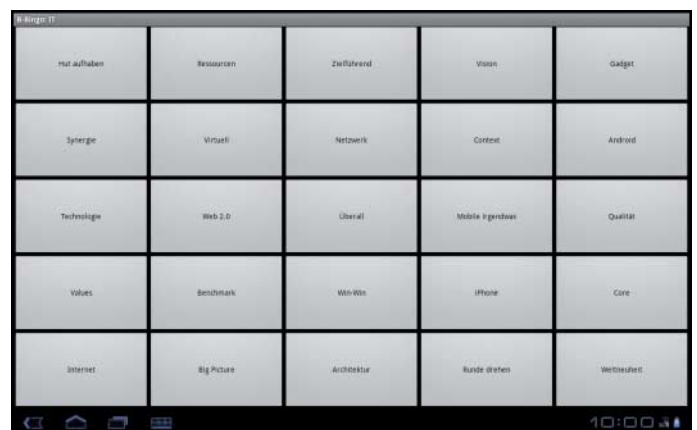 B-Bingo: IT
Hut aufhaben Ressourcen Zielführend Vision Gadget
Synergie Virtuell Netzwerk Context Android
Technologie Web 2.0 Überall Mobile Irgendwas Qualität
Values Benchmark Win-Win iPhone Core
Internet Big Picture Architektur Runde drehen Weltneuheit
10:00